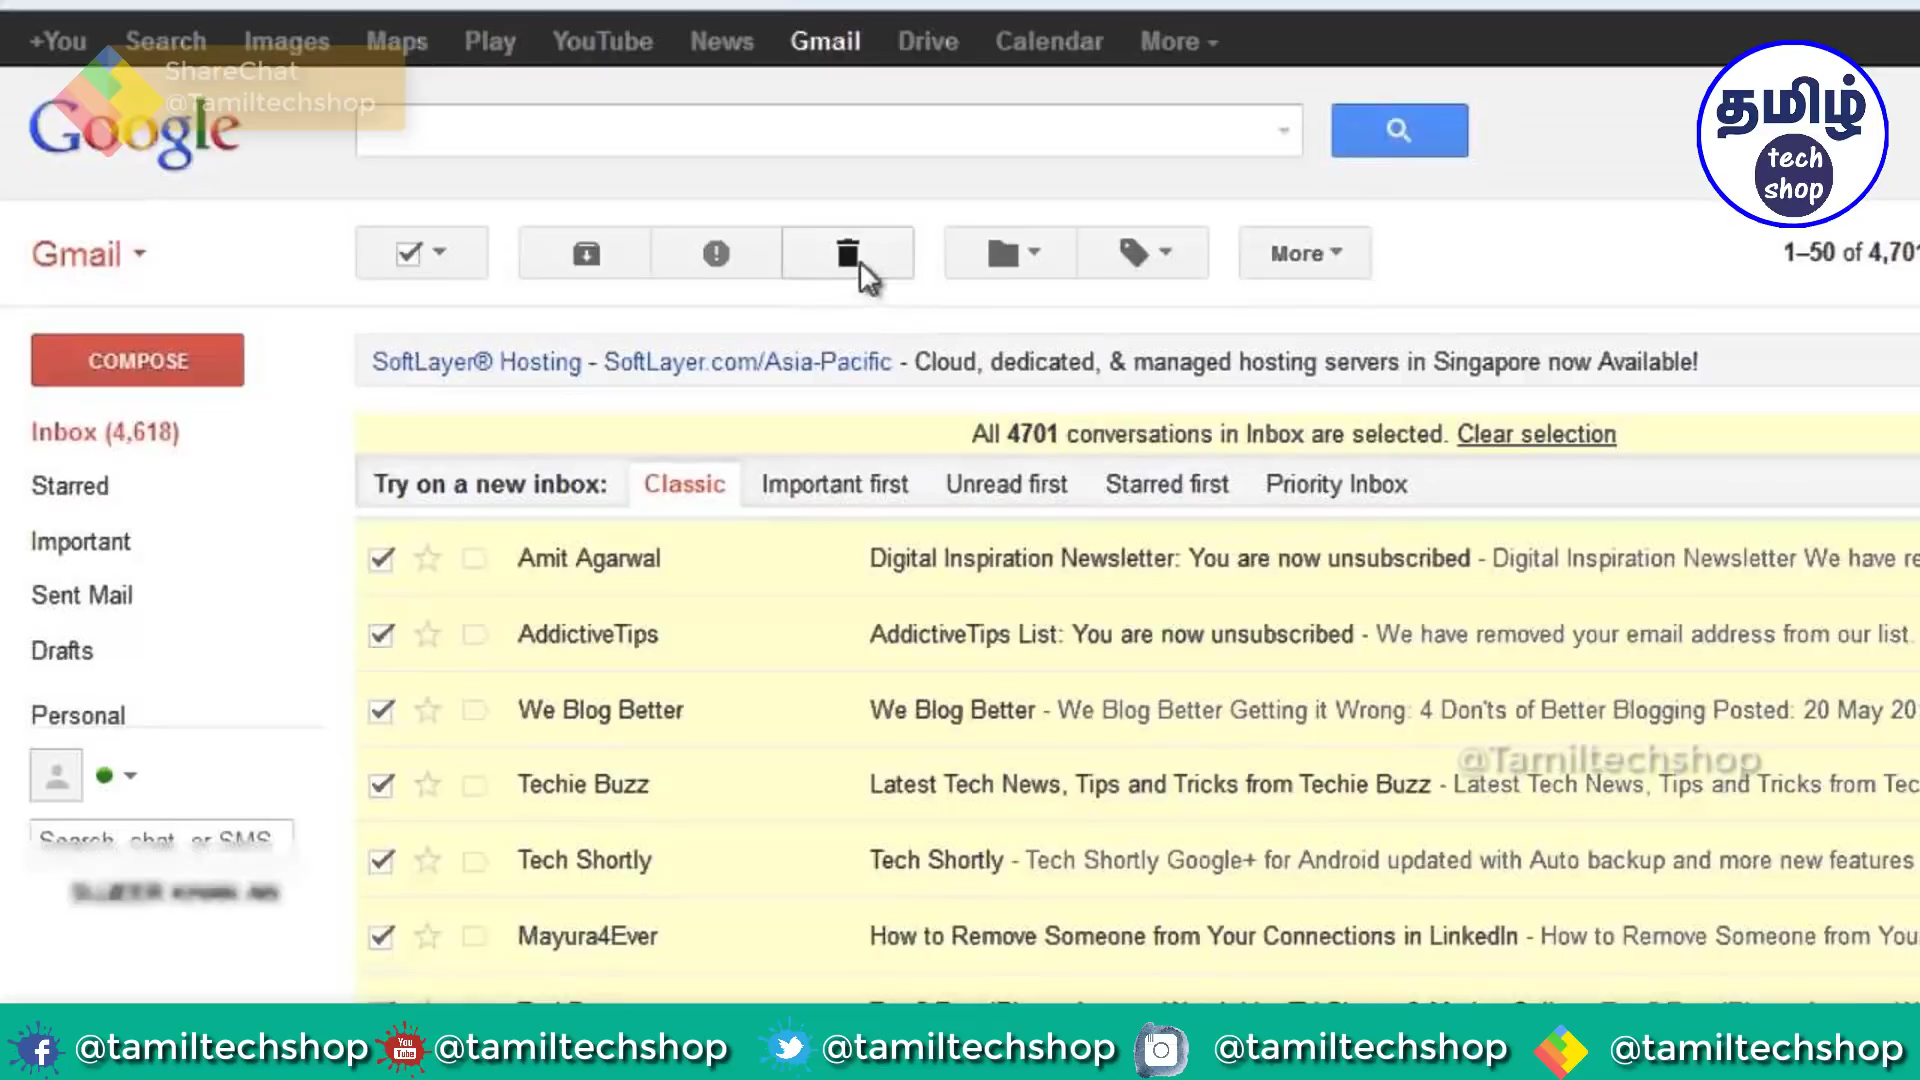 +You Search Images Maps Play YouTube News Gmail Drive Calendar More
ShareChat
@Tamiltechshop
Google
தமிழ்
tech
shop
Gmail
More
1–50 of 4,701
COMPOSE
SoftLayer® Hosting - SoftLayer.com/Asia-Pacific - Cloud, dedicated, & managed hosting servers in Singapore now Available!
Inbox (4,618)
All 4701 conversations in Inbox are selected. Clear selection
Starred
Try on a new inbox: Classic Important first Unread first Starred first Priority Inbox
Important
Amit Agarwal Digital Inspiration Newsletter: You are now unsubscribed - Digital Inspiration Newsletter We have re
Sent Mail
AddictiveTips AddictiveTips List: You are now unsubscribed - We have removed your email address from our list.
Drafts
We Blog Better We Blog Better - We Blog Better Getting it Wrong: 4 Don'ts of Better Blogging Posted: 20 May 20
Personal
@Tamiltechshop
Techie Buzz Latest Tech News, Tips and Tricks from Techie Buzz - Latest Tech News, Tips and Tricks from Tec
Search, chat, or SMS
Tech Shortly Tech Shortly - Tech Shortly Google+ for Android updated with Auto backup and more new features
Mayura4Ever How to Remove Someone from Your Connections in LinkedIn - How to Remove Someone from You
@tamiltechshop You Tube @tamiltechshop @tamiltechshop @tamiltechshop @tamiltechshop